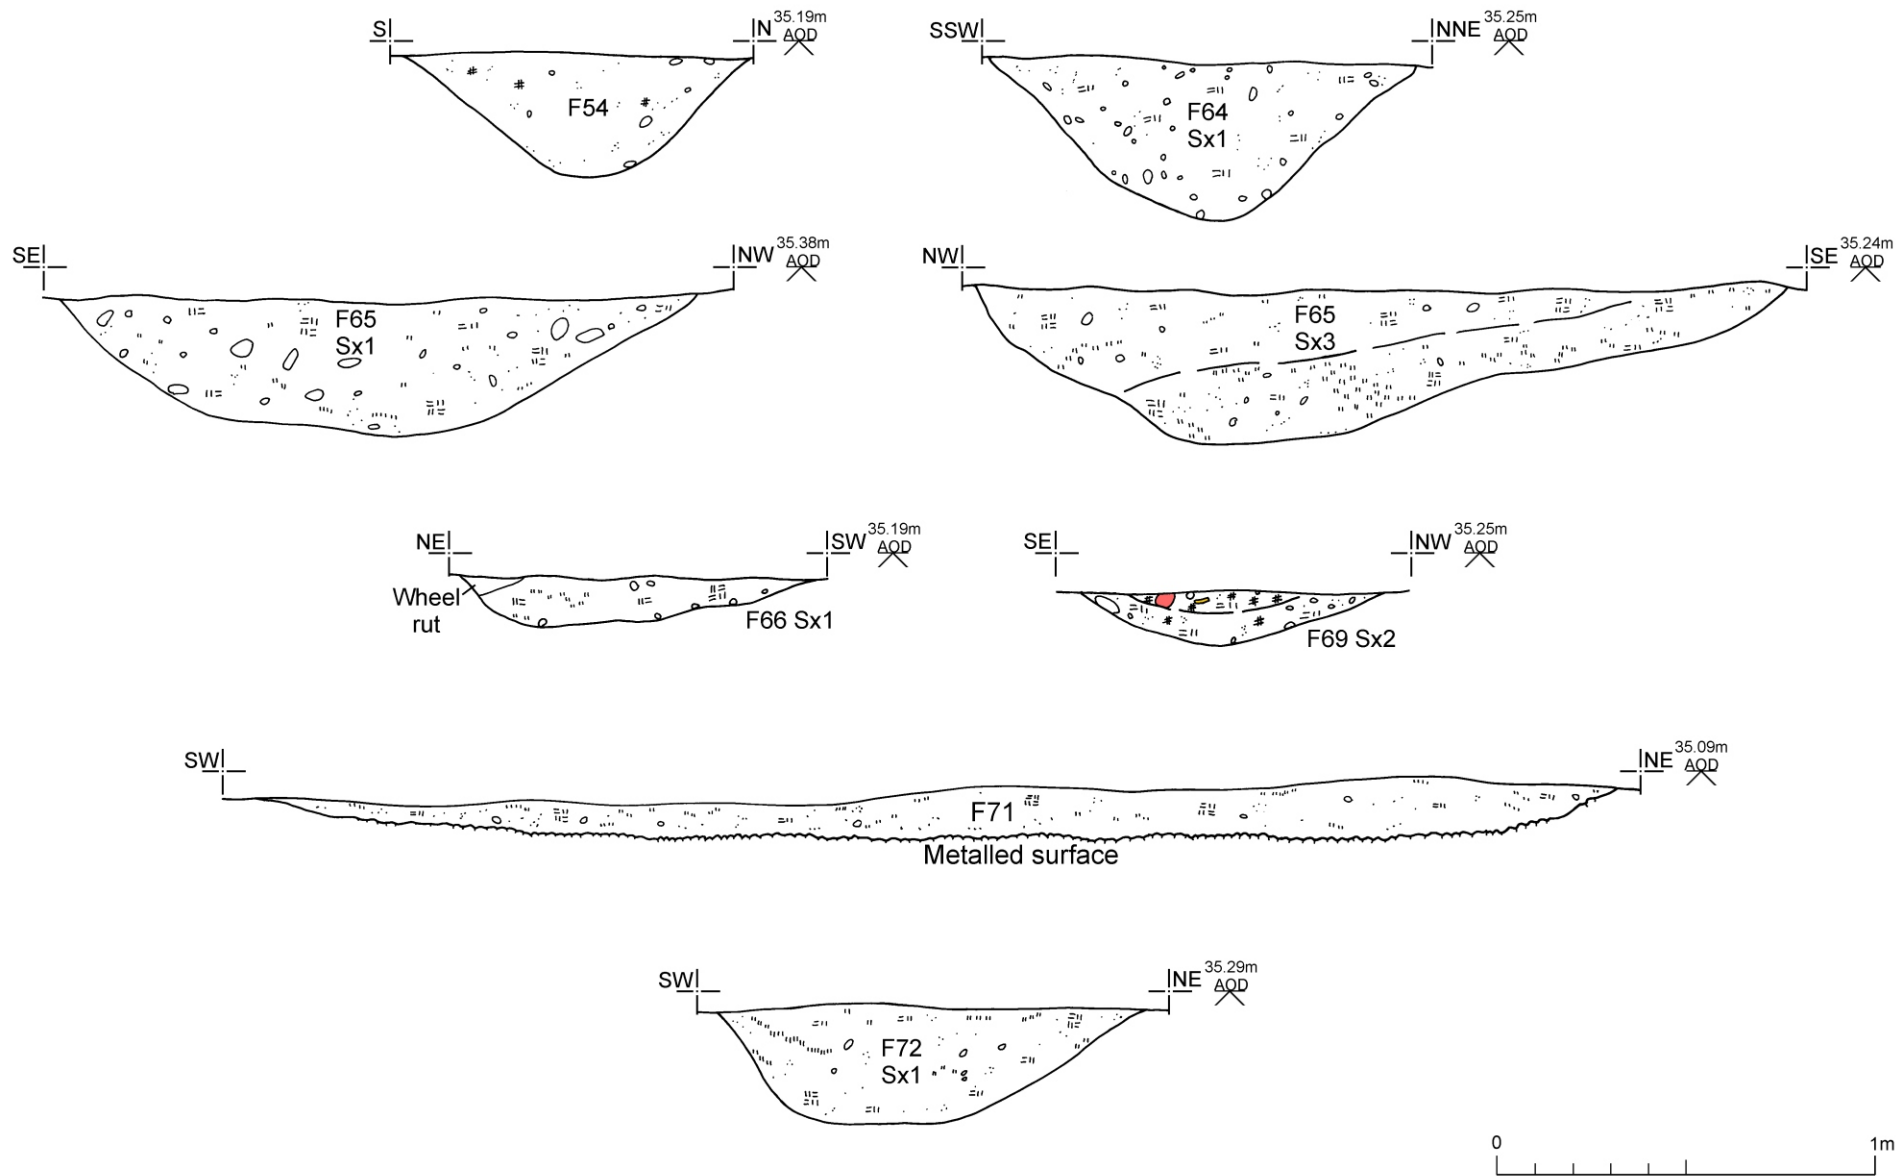 S
N
35.19m
AOD
F54
SSW
NNE
35.25m
AOD
F64
Sx1
SE
NW
35.38m
AOD
F65
Sx1
NW
SE
35.24m
AOD
F65
Sx3
NE
SW
35.19m
AOD
Wheel
rut
F66 Sx1
SE
NW
35.25m
AOD
F69 Sx2
SW
NE
35.09m
AOD
F71
Metalled surface
SW
NE
35.29m
AOD
F72
Sx1
0
1m